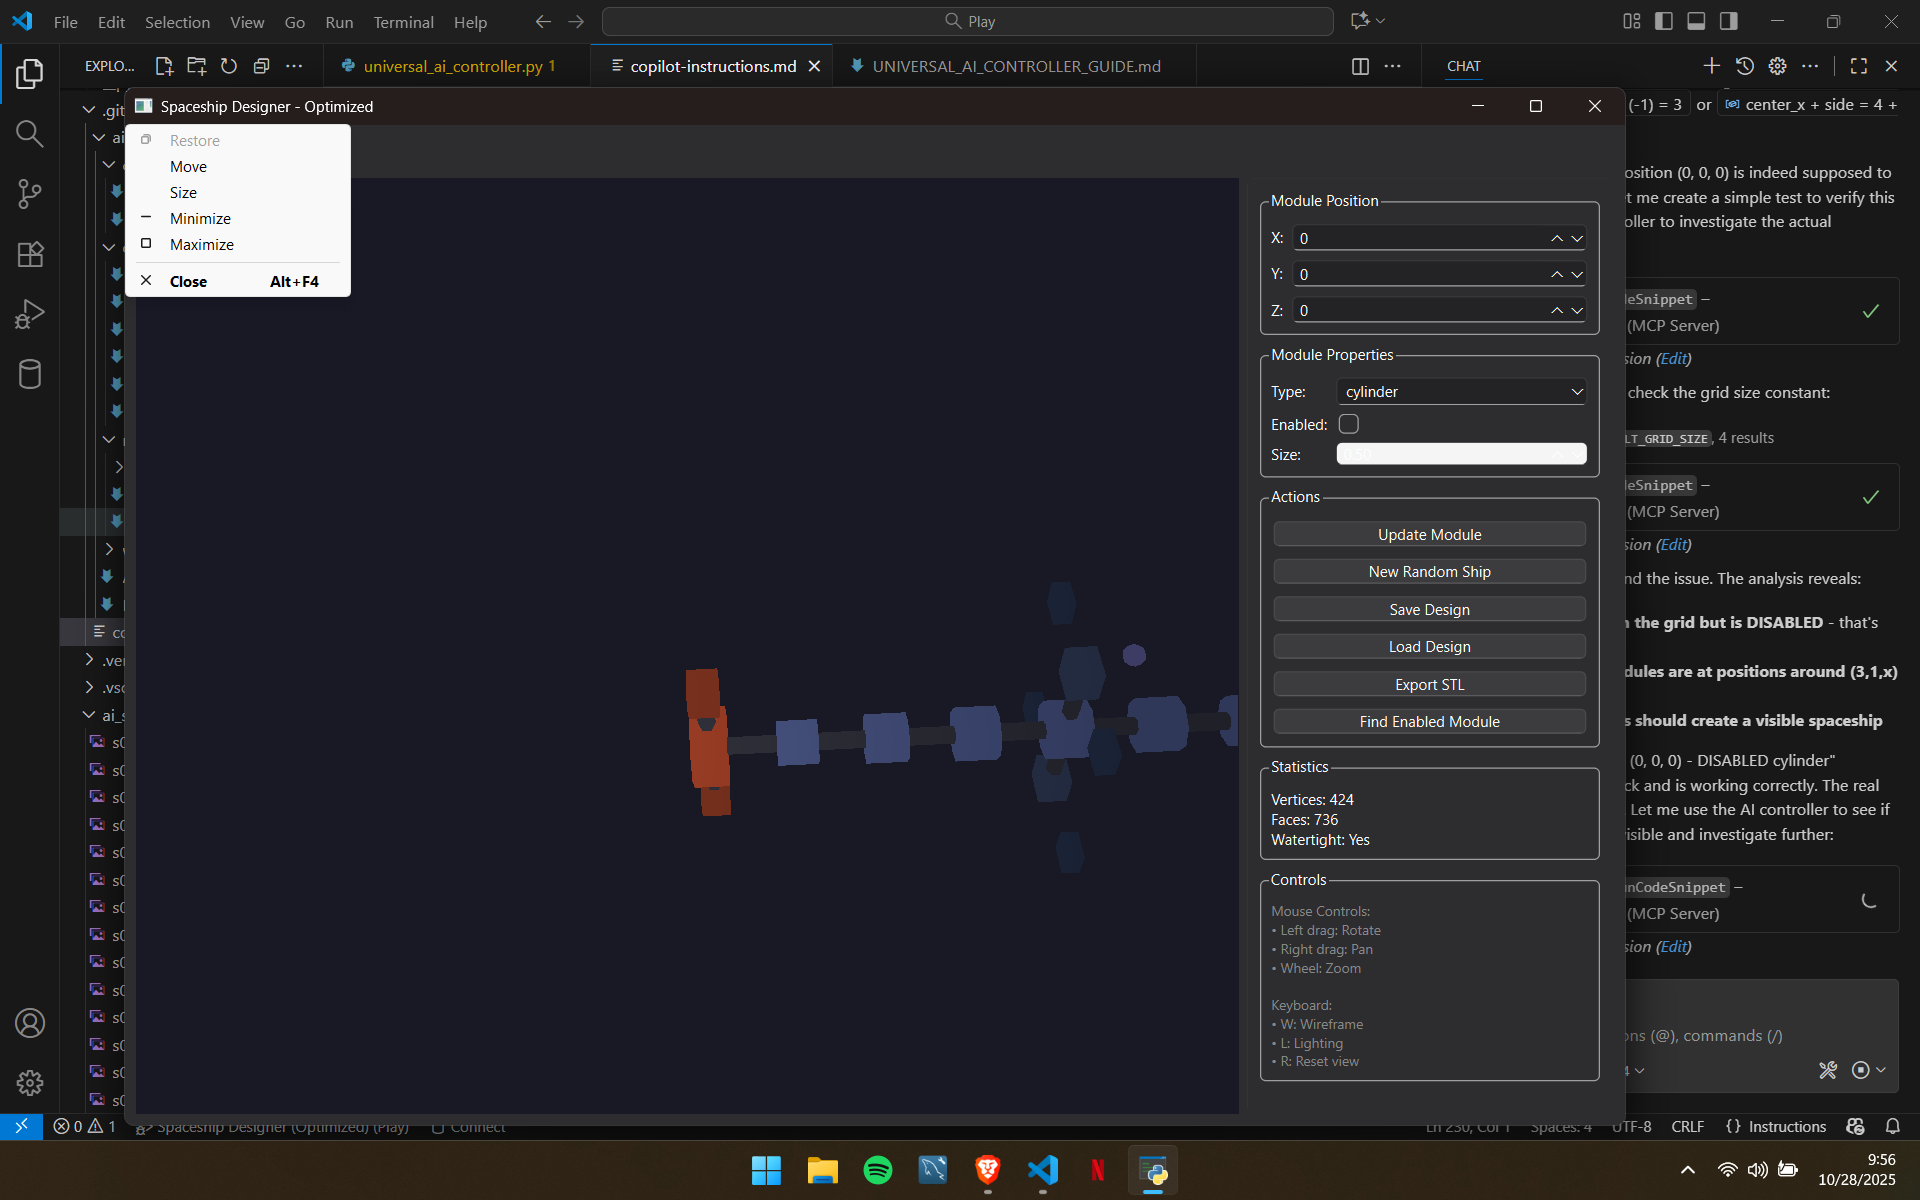 File Edit Selection View Go Run Terminal Help
Play
EXPLO...
universal_ai_controller.py 1
copilot-instructions.md
UNIVERSAL_AI_CONTROLLER_GUIDE.md
CHAT
.git
ai
Spaceship Designer - Optimized
(-1) = 3 or center_x + side = 4 +
Restore
Move
Size
Minimize
Maximize
Close Alt+F4
Module Position
X: 0
Y: 0
Z: 0
Module Properties
Type: cylinder
Enabled:
Size: 0.50
Actions
Update Module
New Random Ship
Save Design
Load Design
Export STL
Find Enabled Module
Statistics
Vertices: 424
Faces: 736
Watertight: Yes
Controls
Mouse Controls:
• Left drag: Rotate
• Right drag: Pan
• Wheel: Zoom
Keyboard:
• W: Wireframe
• L: Lighting
• R: Reset view
osition (0, 0, 0) is indeed supposed to
t me create a simple test to verify this
oller to investigate the actual
eSnippet –
(MCP Server)
sion (Edit)
check the grid size constant:
LT_GRID_SIZE, 4 results
eSnippet –
(MCP Server)
sion (Edit)
nd the issue. The analysis reveals:
n the grid but is DISABLED - that's
dules are at positions around (3,1,x)
s should create a visible spaceship
(0, 0, 0) - DISABLED cylinder"
ck and is working correctly. The real
Let me use the AI controller to see if
isible and investigate further:
nCodeSnippet –
(MCP Server)
sion (Edit)
ons (@), commands (/)
4
co
.ver
.vsc
ai_s
s0
s0
s0
s0
s0
s0
s0
s0
s0
s0
s0
s0
s0
s0
0 1 Spaceship Designer (Optimized) (Play) Connect
Ln 230, Col 1 Spaces: 4 UTF-8 CRLF {} Instructions
9:56
10/28/2025